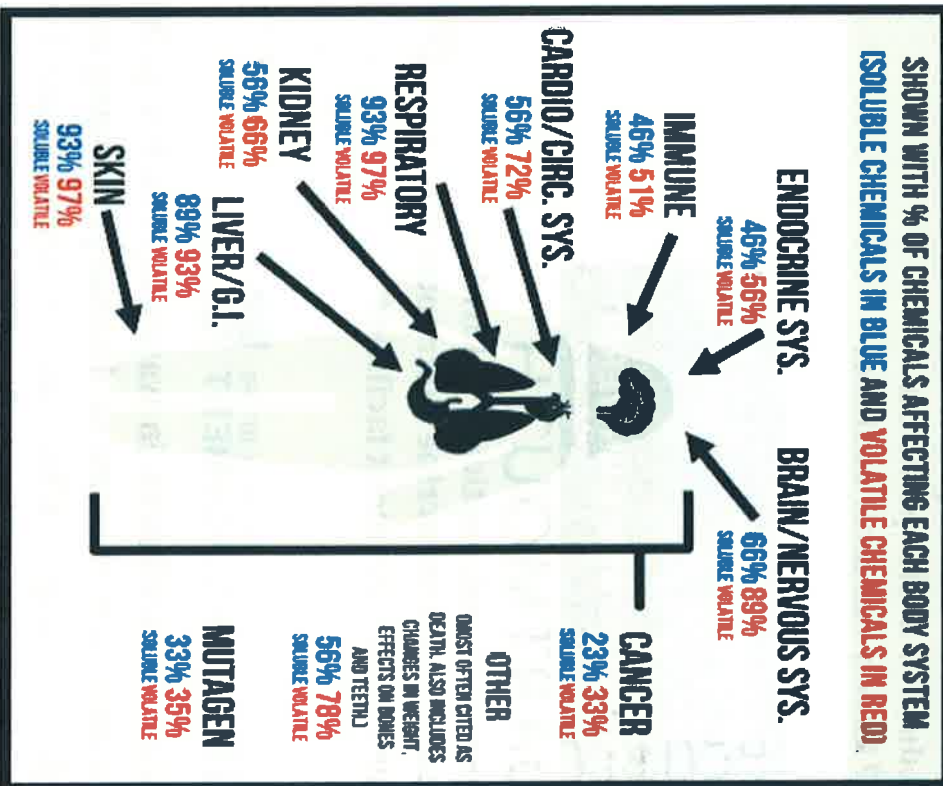 SHOWN WITH % OF CHEMICALS AFFECTING EACH BODY SYSTEM
(SOLUBLE CHEMICALS IN BLUE AND VOLATILE CHEMICALS IN RED)
ENDOCRINE SYS.
46% 56%
SOLUBLE VOLATILE
BRAIN/NERVOUS SYS.
66% 89%
SOLUBLE VOLATILE
IMMUNE
46% 51%
SOLUBLE VOLATILE
CARDIO/CIRC. SYS.
56% 72%
SOLUBLE VOLATILE
RESPIRATORY
93% 97%
SOLUBLE VOLATILE
KIDNEY
56% 66%
SOLUBLE VOLATILE
LIVER/G.I.
89% 93%
SOLUBLE VOLATILE
SKIN
93% 97%
SOLUBLE VOLATILE
CANCER
23% 33%
SOLUBLE VOLATILE
OTHER
(MOST OFTEN CITED AS
DEATH. ALSO INCLUDES
CHANGES IN WEIGHT,
EFFECTS ON BONES
AND TEETH.)
56% 78%
SOLUBLE VOLATILE
MUTAGEN
33% 35%
SOLUBLE VOLATILE